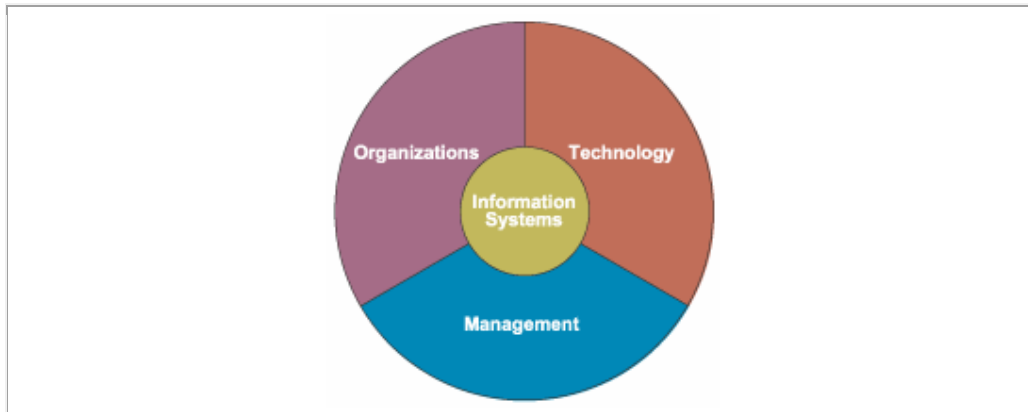 Organizations
Technology
Information
Systems
Management